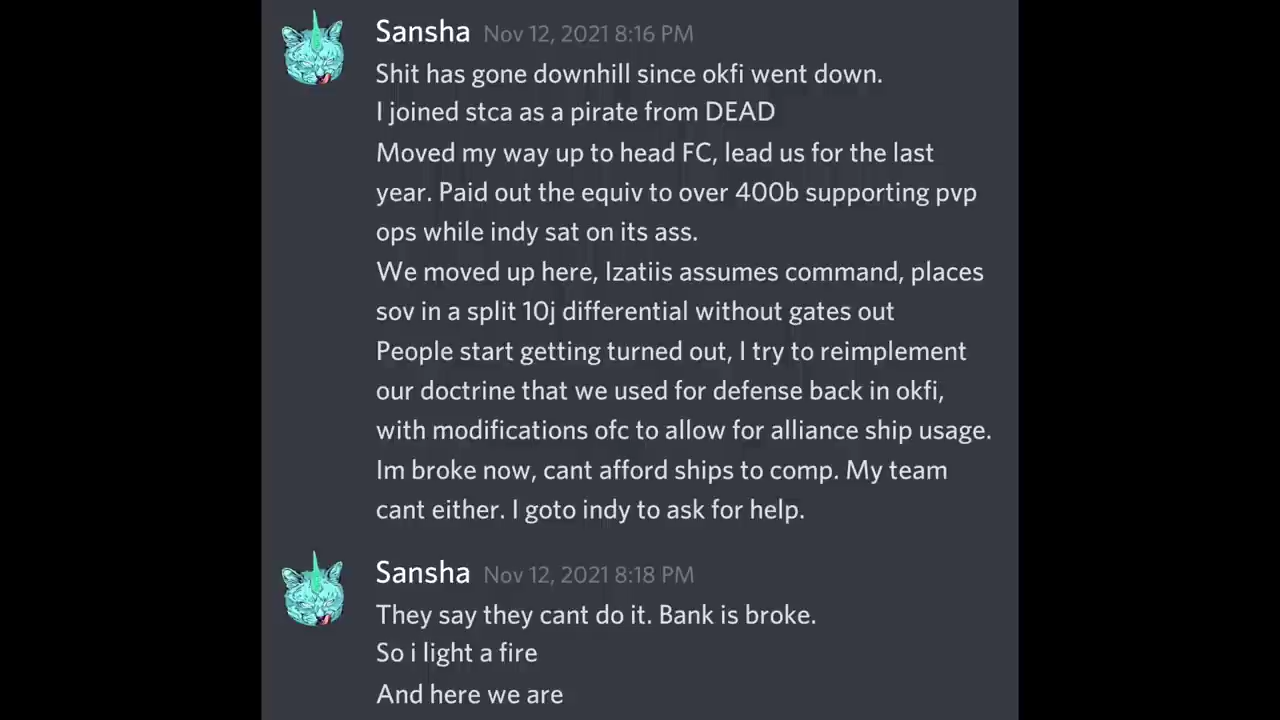 Sansha Nov 12, 2021 8:16 PM
Shit has gone downhill since okfi went down.
I joined stca as a pirate from DEAD
Moved my way up to head FC, lead us for the last
year. Paid out the equiv to over 400b supporting pvp
ops while indy sat on its ass.
We moved up here, Izatiis assumes command, places
sov in a split 10j differential without gates out
People start getting turned out, I try to reimplement
our doctrine that we used for defense back in okfi,
with modifications ofc to allow for alliance ship usage.
Im broke now, cant afford ships to comp. My team
cant either. I goto indy to ask for help.
Sansha Nov 12, 2021 8:18 PM
They say they cant do it. Bank is broke.
So i light a fire
And here we are